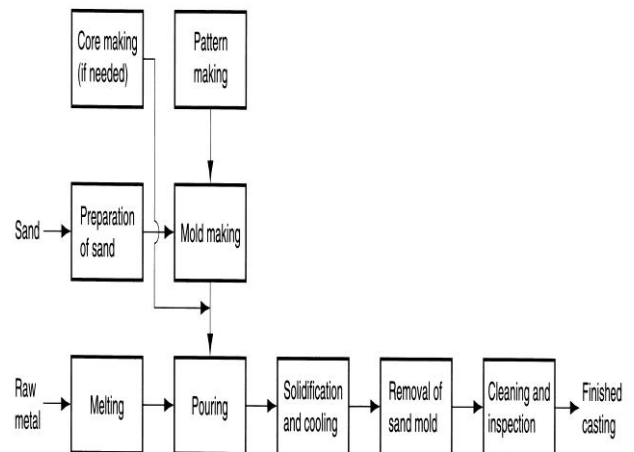 Core making
(if needed)
Pattern
making
Sand
Preparation
of sand
Mold making
Raw
metal
Melting
Pouring
Solidification
and cooling
Removal of
sand mold
Cleaning and
inspection
Finished
casting